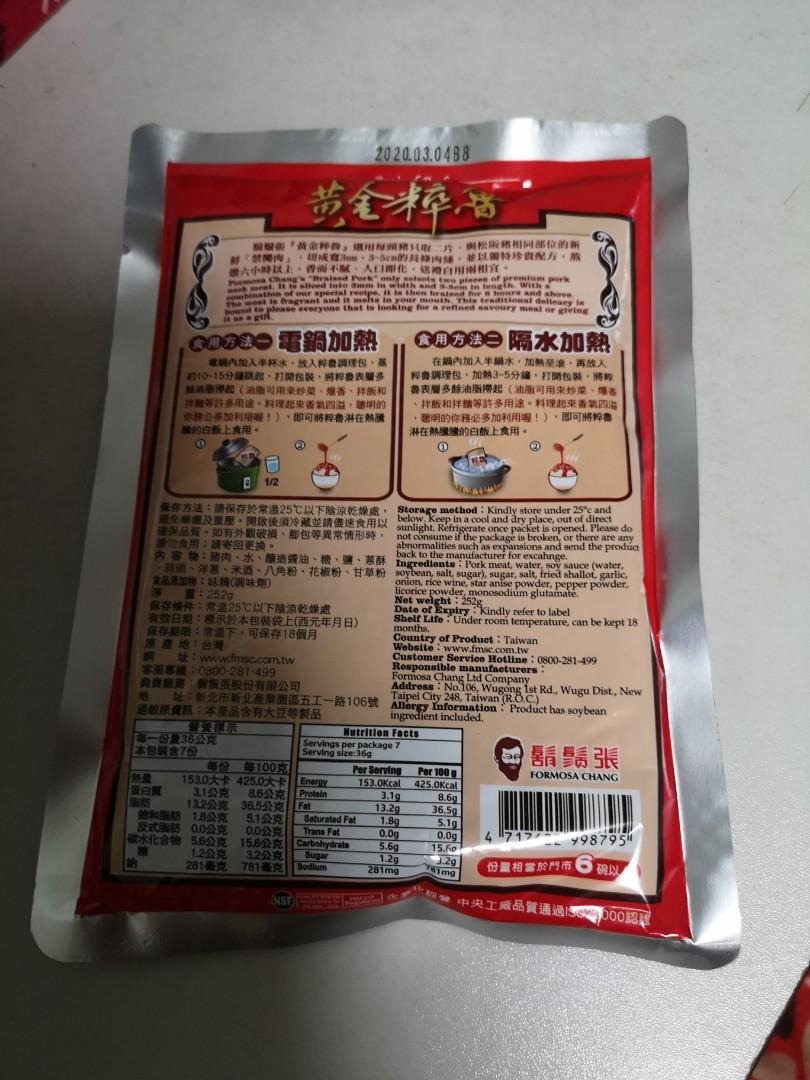 2020.03.04BB
黃金粹魯
鬍鬚張『黃金粹魯』選用每頭豬只取二片，與松阪豬相同部位的新
鮮『禁臠肉』，切成寬3mm，3-5cm的長條肉絲，並以獨特珍貴配方，熬
燉六小時以上、香而不膩、入口即化，送禮自用兩相宜。
Formosa Chang's "Braised Pork" only selects two pieces of premium pork
neck meat. It is sliced into 3mm in width and 3-5cm in length. With a
combination of our special recipe, it is then braised for 6 hours and above.
The meat is fragrant and it melts in your mouth. This traditional delicacy is
bound to please everyone that is looking for a refined savoury meal or giving
it as a gift.
食用方法一 電鍋加熱
電鍋內加入半杯水，放入粹魯調理包，蒸
約10~15分鐘跳起，打開包裝，將粹魯表層多
餘油脂撈起（油脂可用來炒菜、爆香、拌飯和
拌麵等許多用途。料理起來香氣四溢，聰明的
你務必多加利用喔！），即可將粹魯淋在熱騰
騰的白飯上食用。
① ②
粹魯
1/2
食用方法二 隔水加熱
在鍋內加入半鍋水，加熱至滾，再放入
粹魯調理包，加熱3~5分鐘，打開包裝，將粹
魯表層多餘油脂撈起（油脂可用來炒菜、爆香
、拌飯和拌麵等許多用途。料理起來香氣四溢
，聰明的你務必多加利用喔！），即可將粹魯
淋在熱騰騰的白飯上食用。
① ②
粹魯
保存方法：請保存於常溫25℃以下陰涼乾燥處，
避免曝曬及重壓。開啟後須冷藏並請儘速食用以
確保品質。如有外觀破損、膨包等異常情形時，
請勿食用；請寄回更換。
內 容 物：豬肉、水、釀造醬油、糖、鹽、蔥酥
、蒜頭、洋蔥、米酒、八角粉、花椒粉、甘草粉
食品添加物：味精(調味劑)
淨 重：252g
保存條件：常溫25℃以下陰涼乾燥處
有效日期：標示於本包裝袋上(西元年月日)
保存期限：常溫下，可保存18個月
原 產 地：台灣
網 址：www.fmsc.com.tw
客服專線：0800-281-499
負責廠商：鬍鬚張股份有限公司
地 址：新北市新北產業園區五工一路106號
過敏原資訊：本產品含有大豆等製品
Storage method：Kindly store under 25°c and
below. Keep in a cool and dry place, out of direct
sunlight. Refrigerate once packet is opened. Please do
not consume if the package is broken, or there are any
abnormalities such as expansions and send the product
back to the manufacturer for excahnge.
Ingredients：Pork meat, water, soy sauce (water,
soybean, salt, sugar), sugar, salt, fried shallot, garlic,
onion, rice wine, star anise powder, pepper powder,
licorice powder, monosodium glutamate.
Net weight：252g
Date of Expiry：Kindly refer to label
Shelf Life：Under room temperature, can be kept 18
months.
Country of Product：Taiwan
Website：www.fmsc.com.tw
Customer Service Hotline：0800-281-499
Responsible manufacturers：
Formosa Chang Ltd Company
Address：No.106, Wugong 1st Rd., Wugu Dist., New
Taipei City 248, Taiwan (R.O.C.)
Allergy Information：Product has soybean
ingredient included.
營養標示
每一份量36公克
本包裝含7份
每份 每100克
熱量 153.0大卡 425.0大卡
蛋白質 3.1公克 8.6公克
脂肪 13.2公克 36.5公克
飽和脂肪 1.8公克 5.1公克
反式脂肪 0.0公克 0.0公克
碳水化合物 5.6公克 15.6公克
糖 1.2公克 3.2公克
鈉 281毫克 781毫克
Nutrition Facts
Servings per package 7
Serving size:36g
Per Serving Per 100 g
Energy 153.0Kcal 425.0Kcal
Protein 3.1g 8.6g
Fat 13.2g 36.5g
Saturated Fat 1.8g 5.1g
Trans Fat 0.0g 0.0g
Carbohydrate 5.6g 15.6g
Sugar 1.2g 3.2g
Sodium 281mg 781mg
鬍鬚張
FORMOSA CHANG
998795
份量相當於門市6碗以
NSF HACCP 中央工廠品質通過 認證